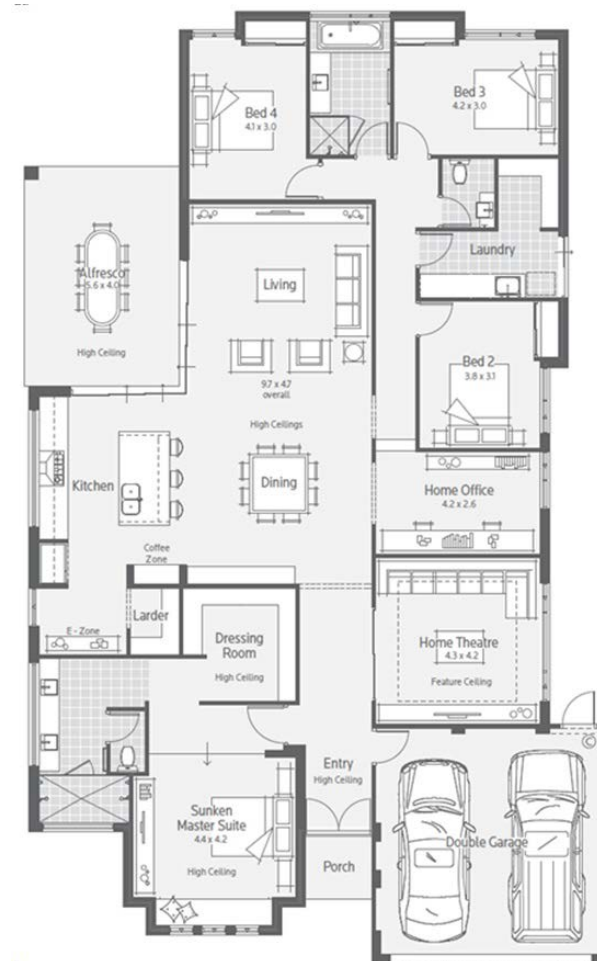 Bed 4
4.1 x 3.0
Bed 3
4.2 x 3.0
Laundry
Alfresco
5.6 x 4.0
High Ceiling
Living
9.7 x 4.7
overall
High Ceilings
Bed 2
3.8 x 3.1
Kitchen
Dining
Home Office
4.2 x 2.6
Coffee
Zone
Larder
E - Zone
Dressing
Room
High Ceiling
Home Theatre
4.3 x 4.2
Feature Ceiling
Entry
High Ceiling
Sunken
Master Suite
4.4 x 4.2
High Ceiling
Porch
Double Garage